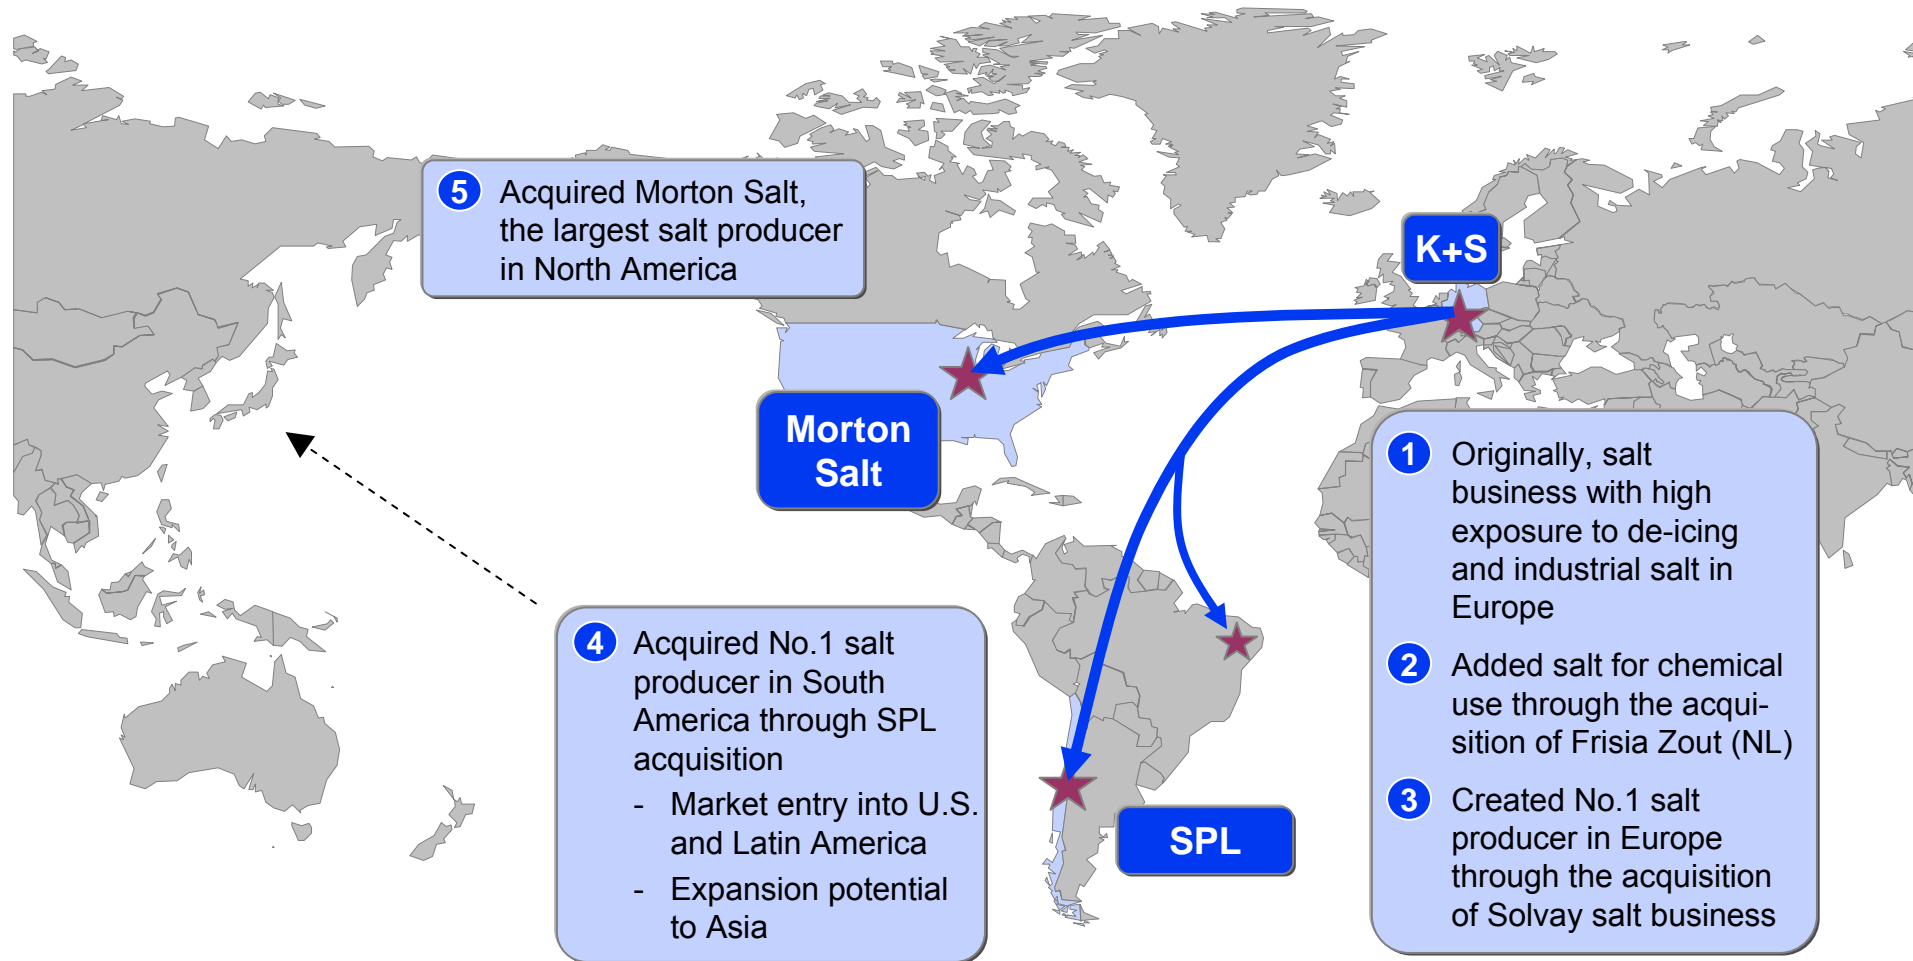 5 Acquired Morton Salt,
the largest salt producer
in North America
K+S
Morton
Salt
1 Originally, salt
business with high
exposure to de-icing
and industrial salt in
Europe
2 Added salt for chemical
use through the acqui-
sition of Frisia Zout (NL)
3 Created No.1 salt
producer in Europe
through the acquisition
of Solvay salt business
4 Acquired No.1 salt
producer in South
America through SPL
acquisition
- Market entry into U.S.
and Latin America
- Expansion potential
to Asia
SPL